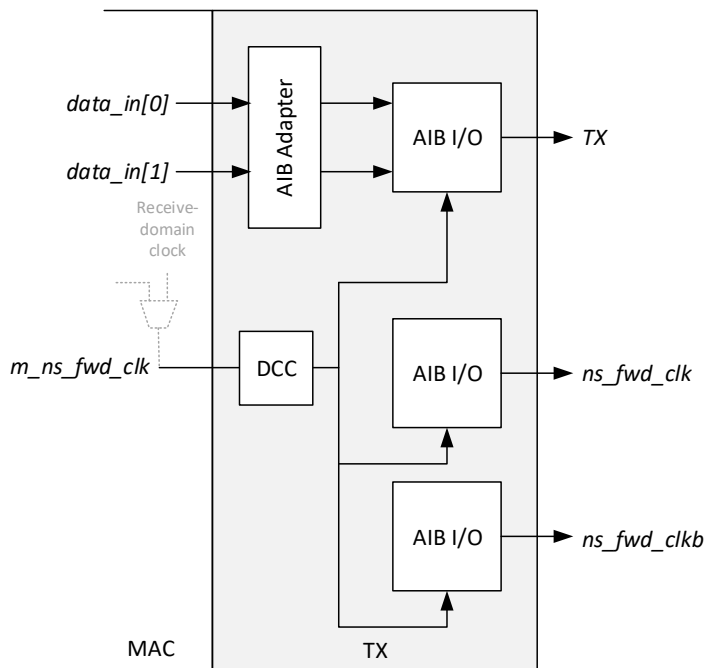 data_in[0]
AIB Adapter
AIB I/O
TX
data_in[1]
Receive-
domain
clock
m_ns_fwd_clk
DCC
AIB I/O
ns_fwd_clk
AIB I/O
ns_fwd_clkb
MAC
TX